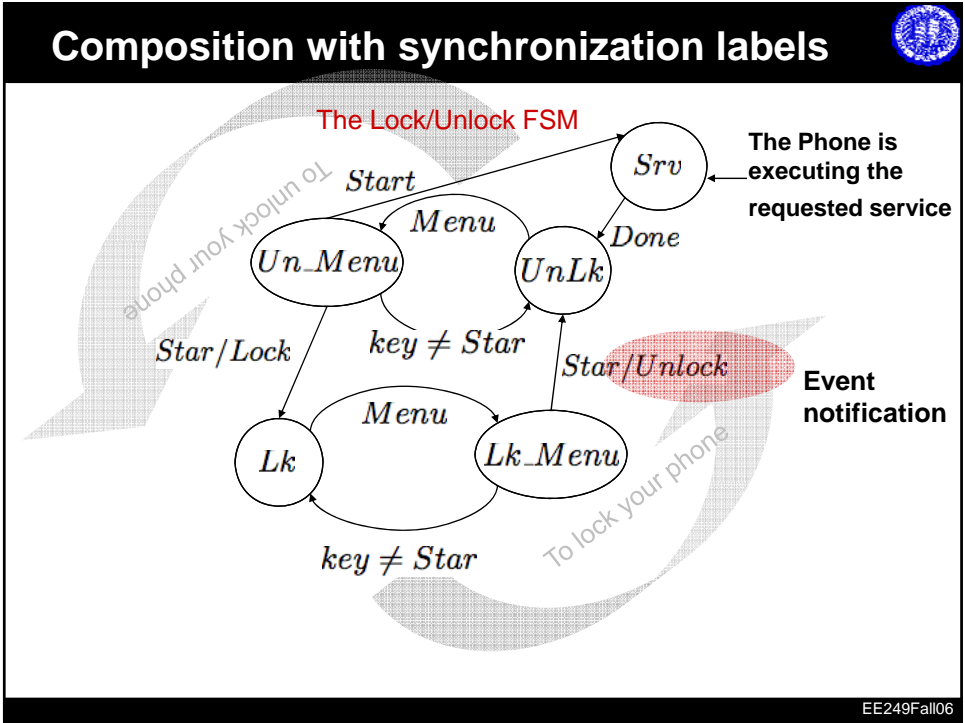 Composition with synchronization labels
The Lock/Unlock FSM
To unlock your phone
Start
Srv
The Phone is
executing the
requested service
Menu
Done
Un_Menu
UnLk
Star/Lock
key ≠ Star
Star/Unlock
Event
notification
Menu
Lk
Lk_Menu
To lock your phone
key ≠ Star
EE249Fall06